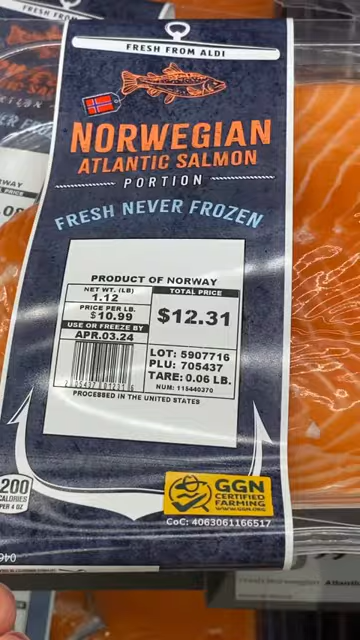 FRESH FROM ALDI
NORWEGIAN
ATLANTIC SALMON
PORTION
FRESH NEVER FROZEN
PRODUCT OF NORWAY
NET WT. (LB)
1.12
PRICE PER LB.
$10.99
USE OR FREEZE BY
APR.03.24
TOTAL PRICE
$12.31
LOT: 5907716
PLU: 705437
TARE: 0.06 LB.
NUM: 115440370
PROCESSED IN THE UNITED STATES
200
CALORIES
PER 4 OZ
GGN
CERTIFIED
FARMING
WWW.GGN.ORG
CoC: 4063061166517